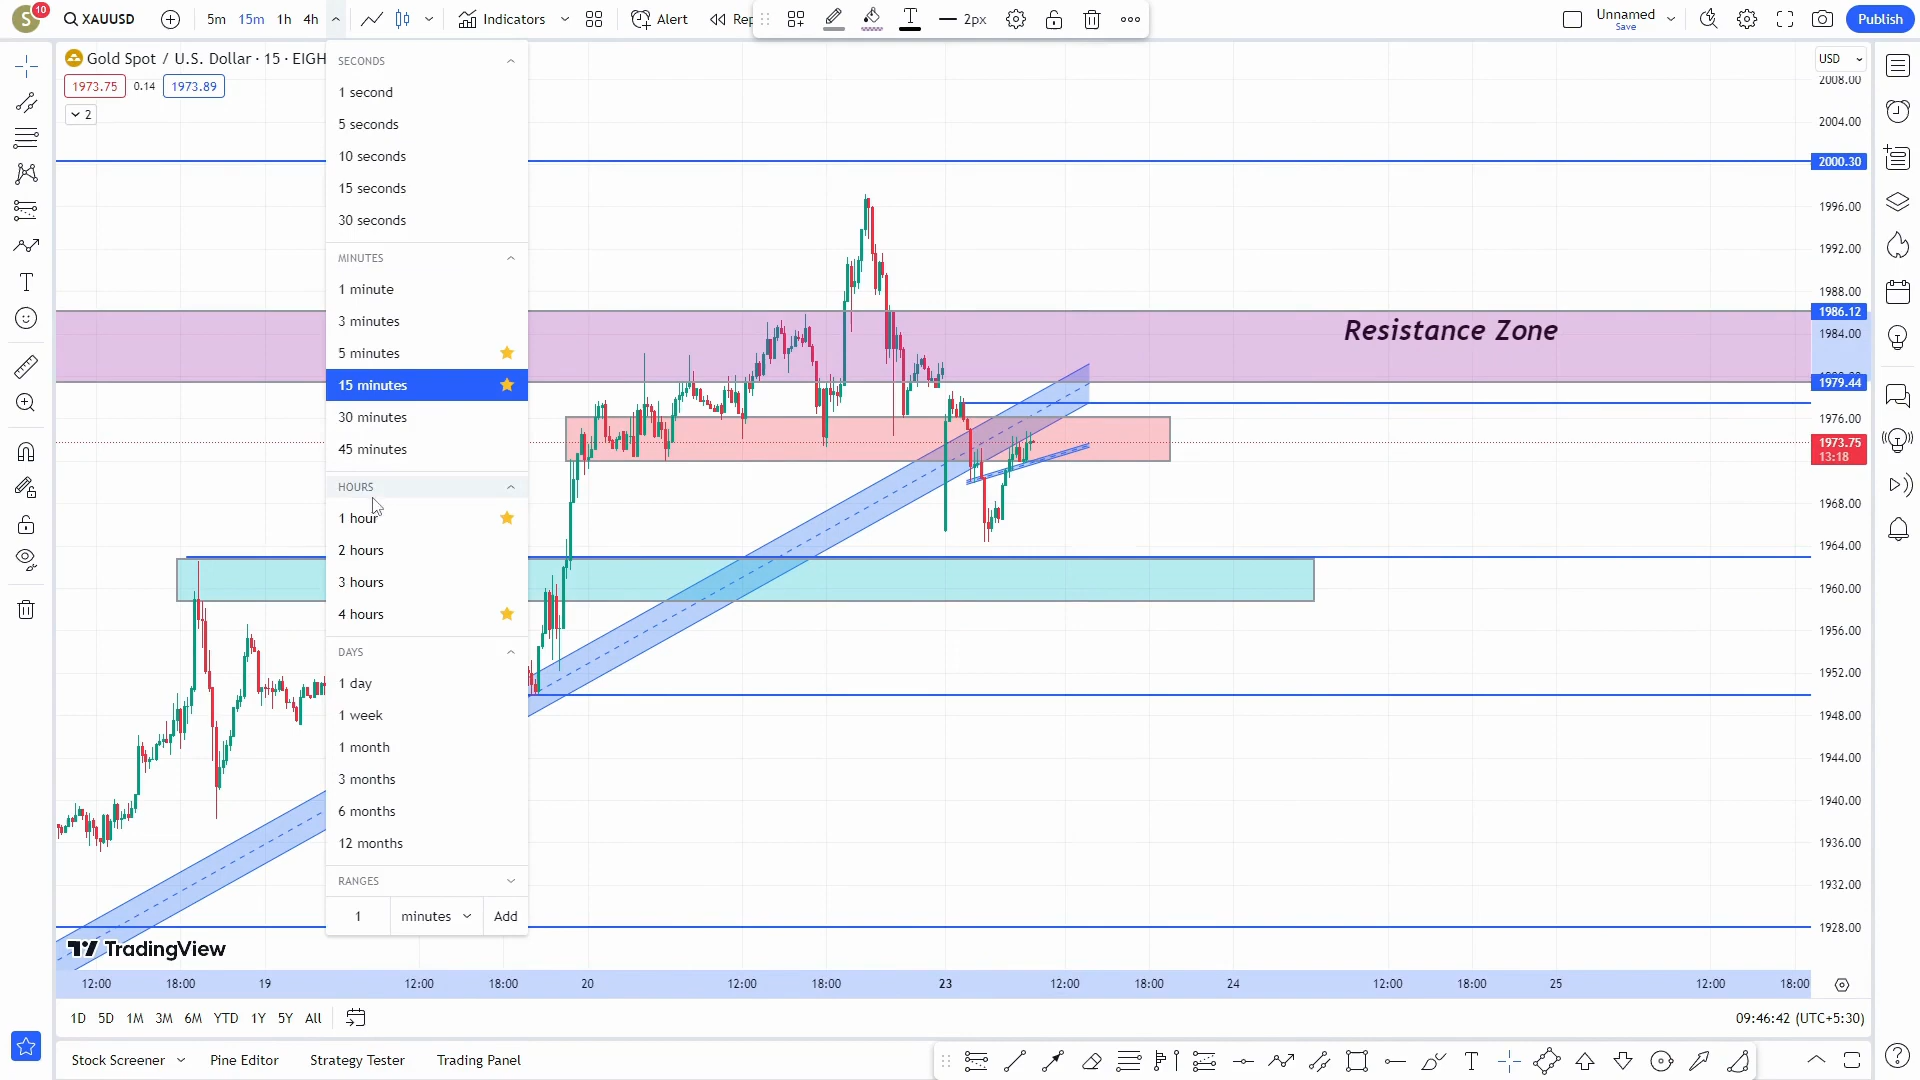 S
10
XAUUSD
5m 15m 1h 4h
Indicators
Alert
Rep
2px
Unnamed
Save
Publish
Gold Spot / U.S. Dollar · 15 · EIGH
1973.75 0.14 1973.89
2
USD
2008.00
2004.00
2000.30
1996.00
1992.00
1988.00
1986.12
1984.00
1979.44
1976.00
1973.75
13:18
1968.00
1964.00
1960.00
1956.00
1952.00
1948.00
1944.00
1940.00
1936.00
1932.00
1928.00
Resistance Zone
SECONDS
1 second
5 seconds
10 seconds
15 seconds
30 seconds
MINUTES
1 minute
3 minutes
5 minutes
15 minutes
30 minutes
45 minutes
HOURS
1 hour
2 hours
3 hours
4 hours
DAYS
1 day
1 week
1 month
3 months
6 months
12 months
RANGES
1 minutes Add
TradingView
12:00 18:00 19 12:00 18:00 20 12:00 18:00 23 12:00 18:00 24 12:00 18:00 25 12:00 18:00
1D 5D 1M 3M 6M YTD 1Y 5Y All
09:46:42 (UTC+5:30)
Stock Screener Pine Editor Strategy Tester Trading Panel